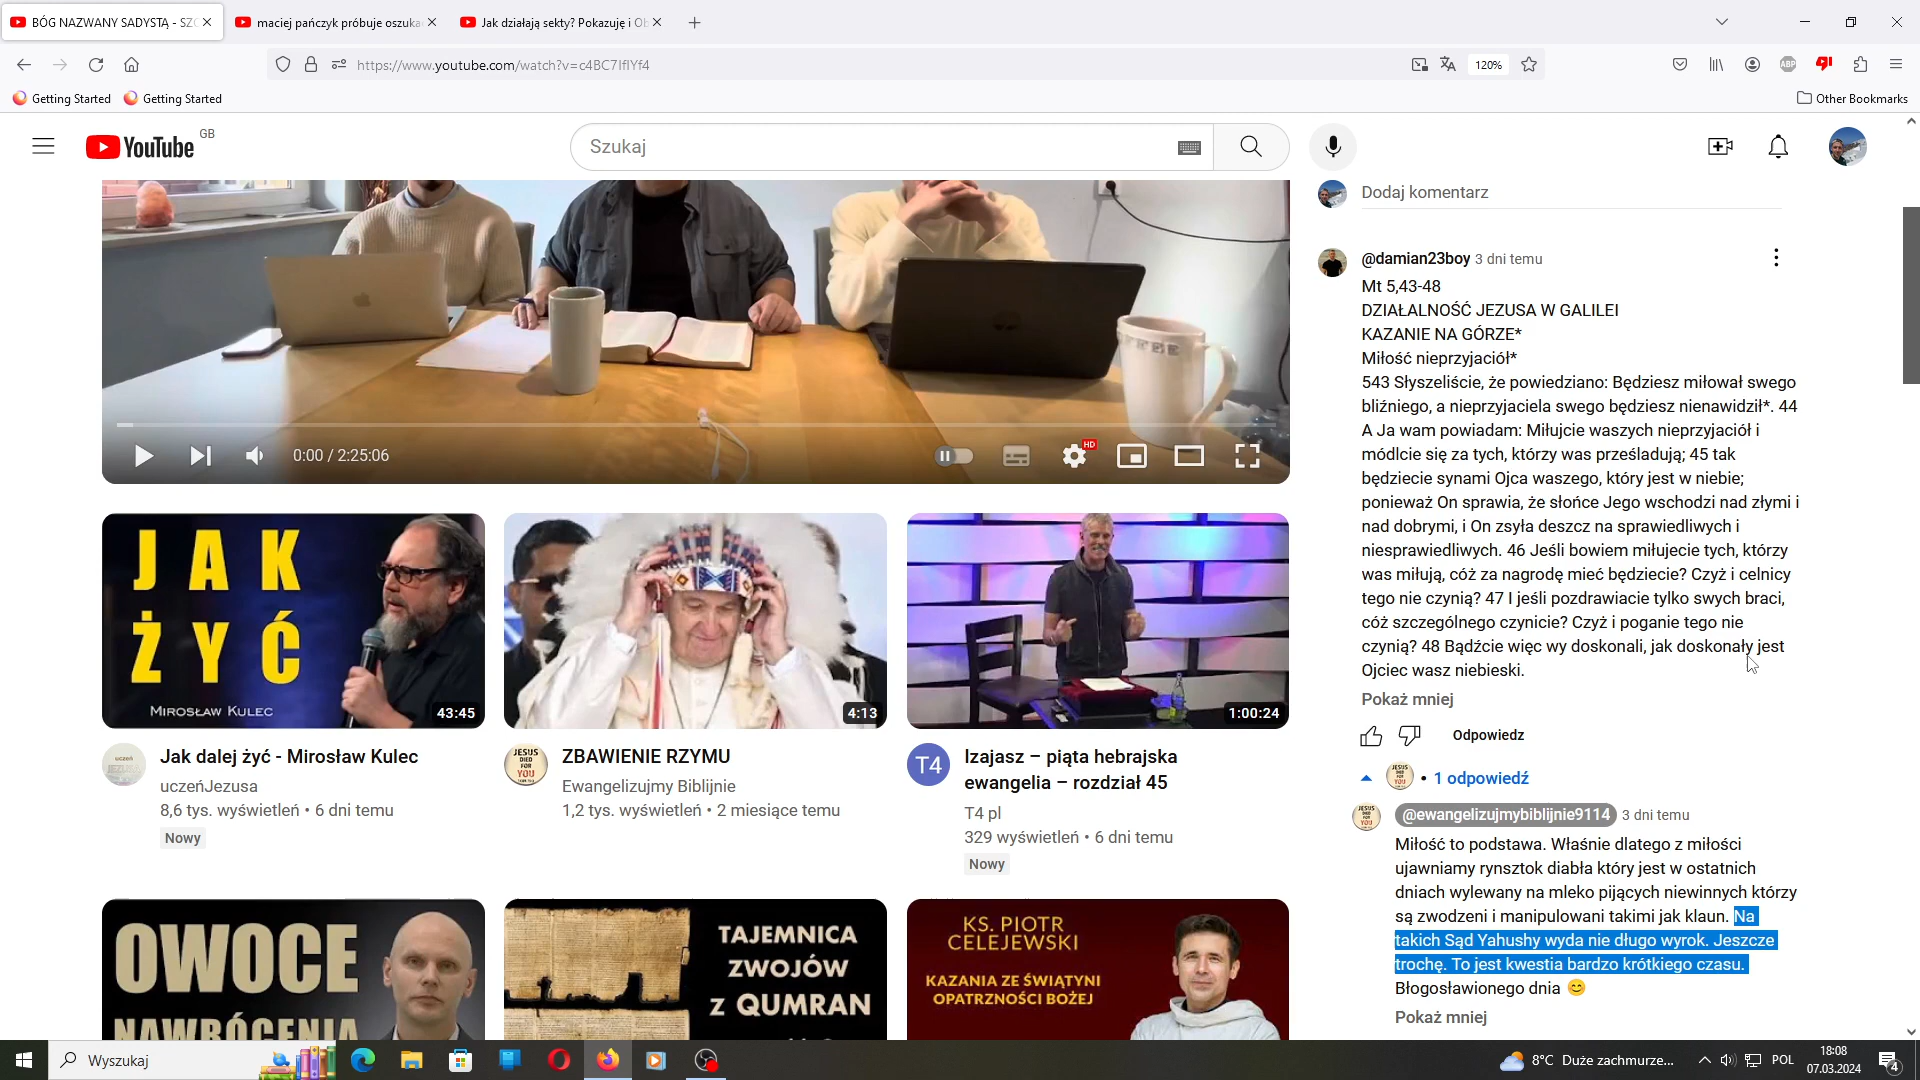 BÓG NAZWANY SADYSTĄ - SZC
maciej pańczyk próbuje oszuka
Jak działają sekty? Pokazuję i Ob
https://www.youtube.com/watch?v=c4BC7IfIYf4
120%
ABP
Getting Started
Getting Started
Other Bookmarks
YouTube
GB
Szukaj
Dodaj komentarz
@damian23boy 3 dni temu
Mt 5,43-48
DZIAŁALNOŚĆ JEZUSA W GALILEI
KAZANIE NA GÓRZE*
Miłość nieprzyjaciół*
543 Słyszeliście, że powiedziano: Będziesz miłował swego
bliźniego, a nieprzyjaciela swego będziesz nienawidził*. 44
A Ja wam powiadam: Miłujcie waszych nieprzyjaciół i
módlcie się za tych, którzy was prześladują; 45 tak
będziecie synami Ojca waszego, który jest w niebie;
ponieważ On sprawia, że słońce Jego wschodzi nad złymi i
nad dobrymi, i On zsyła deszcz na sprawiedliwych i
niesprawiedliwych. 46 Jeśli bowiem miłujecie tych, którzy
was miłują, cóż za nagrodę mieć będziecie? Czyż i celnicy
tego nie czynią? 47 I jeśli pozdrawiacie tylko swych braci,
cóż szczególnego czynicie? Czyż i poganie tego nie
czynią? 48 Bądźcie więc wy doskonali, jak doskonały jest
Ojciec wasz niebieski.
Pokaż mniej
Odpowiedz
• 1 odpowiedź
@ewangelizujmybiblijnie9114 3 dni temu
Miłość to podstawa. Właśnie dlatego z miłości
ujawniamy rynsztok diabła który jest w ostatnich
dniach wylewany na mleko pijących niewinnych którzy
są zwodzeni i manipulowani takimi jak klaun. Na
takich Sąd Yahushy wyda nie długo wyrok. Jeszcze
trochę. To jest kwestia bardzo krótkiego czasu.
Błogosławionego dnia 😊
Pokaż mniej
COFFEE
0:00 / 2:25:06
HD
JAK
ŻYĆ
MIROSŁAW KULEC
43:45
4:13
1:00:24
uczeń
JEZUSA
Jak dalej żyć - Mirosław Kulec
uczeńJezusa
8,6 tys. wyświetleń • 6 dni temu
Nowy
JESUS
DIED
FOR
YOU
ZBAWIENIE RZYMU
Ewangelizujmy Biblijnie
1,2 tys. wyświetleń • 2 miesiące temu
T4
Izajasz – piąta hebrajska
ewangelia – rozdział 45
T4 pl
329 wyświetleń • 6 dni temu
Nowy
OWOCE
NAWRÓCENIA
TAJEMNICA
ZWOJÓW
z QUMRAN
KS. PIOTR
CELEJEWSKI
KAZANIA ZE ŚWIĄTYNI
OPATRZNOŚCI BOŻEJ
Wyszukaj
8°C Duże zachmurze...
POL
18:08
07.03.2024
4